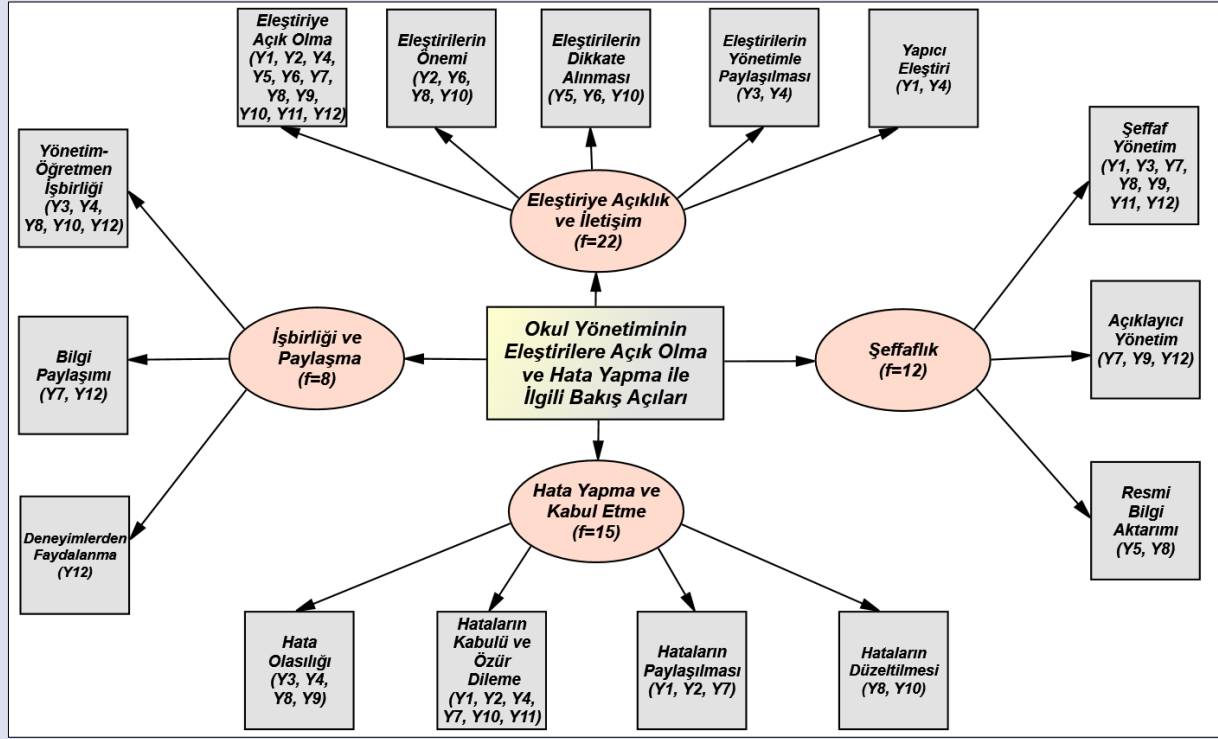 Eleştiriye
Açık Olma
(Y1, Y2, Y4,
Y5, Y6, Y7,
Y8, Y9,
Y10, Y11, Y12)
Eleştirilerin
Önemi
(Y2, Y6,
Y8, Y10)
Eleştirilerin
Dikkate
Alınması
(Y5, Y6, Y10)
Eleştirilerin
Yönetimle
Paylaşılması
(Y3, Y4)
Yapıcı
Eleştiri
(Y1, Y4)
Yönetim-
Öğretmen
İşbirliği
(Y3, Y4,
Y8, Y10, Y12)
Şeffaf
Yönetim
(Y1, Y3, Y7,
Y8, Y9,
Y11, Y12)
Eleştiriye Açıklık
ve İletişim
(f=22)
Bilgi
Paylaşımı
(Y7, Y12)
İşbirliği ve
Paylaşma
(f=8)
Okul Yönetiminin
Eleştirilere Açık Olma
ve Hata Yapma ile
İlgili Bakış Açıları
Şeffaflık
(f=12)
Açıklayıcı
Yönetim
(Y7, Y9, Y12)
Deneyimlerden
Faydalanma
(Y12)
Hata Yapma ve
Kabul Etme
(f=15)
Resmi
Bilgi
Aktarımı
(Y5, Y8)
Hata
Olasılığı
(Y3, Y4,
Y8, Y9)
Hataların
Kabulü ve
Özür
Dileme
(Y1, Y2, Y4,
Y7, Y10, Y11)
Hataların
Paylaşılması
(Y1, Y2, Y7)
Hataların
Düzeltilmesi
(Y8, Y10)